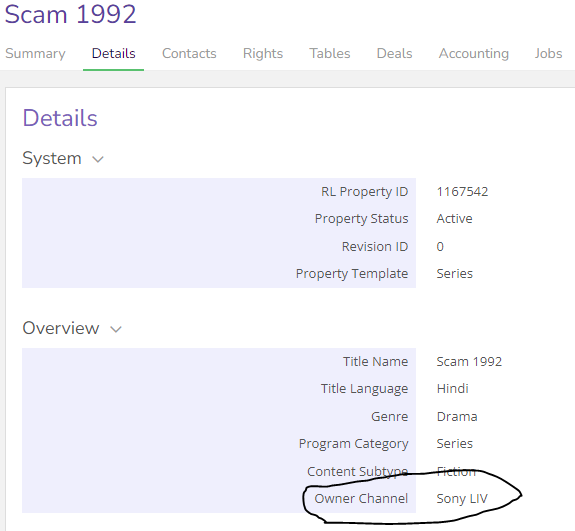 Scam 1992
Summary Details Contacts Rights Tables Deals Accounting Jobs
Details
System
RL Property ID 1167542
Property Status Active
Revision ID 0
Property Template Series
Overview
Title Name Scam 1992
Title Language Hindi
Genre Drama
Program Category Series
Content Subtype Fiction
Owner Channel Sony LIV